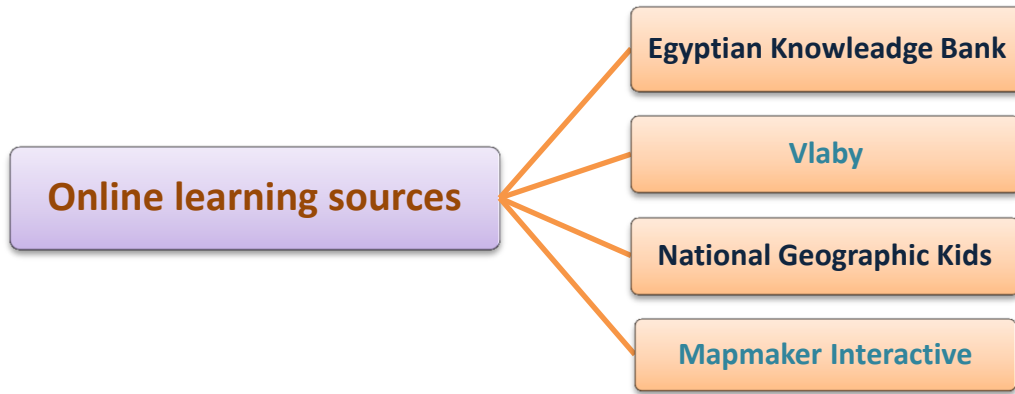 Online learning sources
Egyptian Knowleadge Bank
Vlaby
National Geographic Kids
Mapmaker Interactive